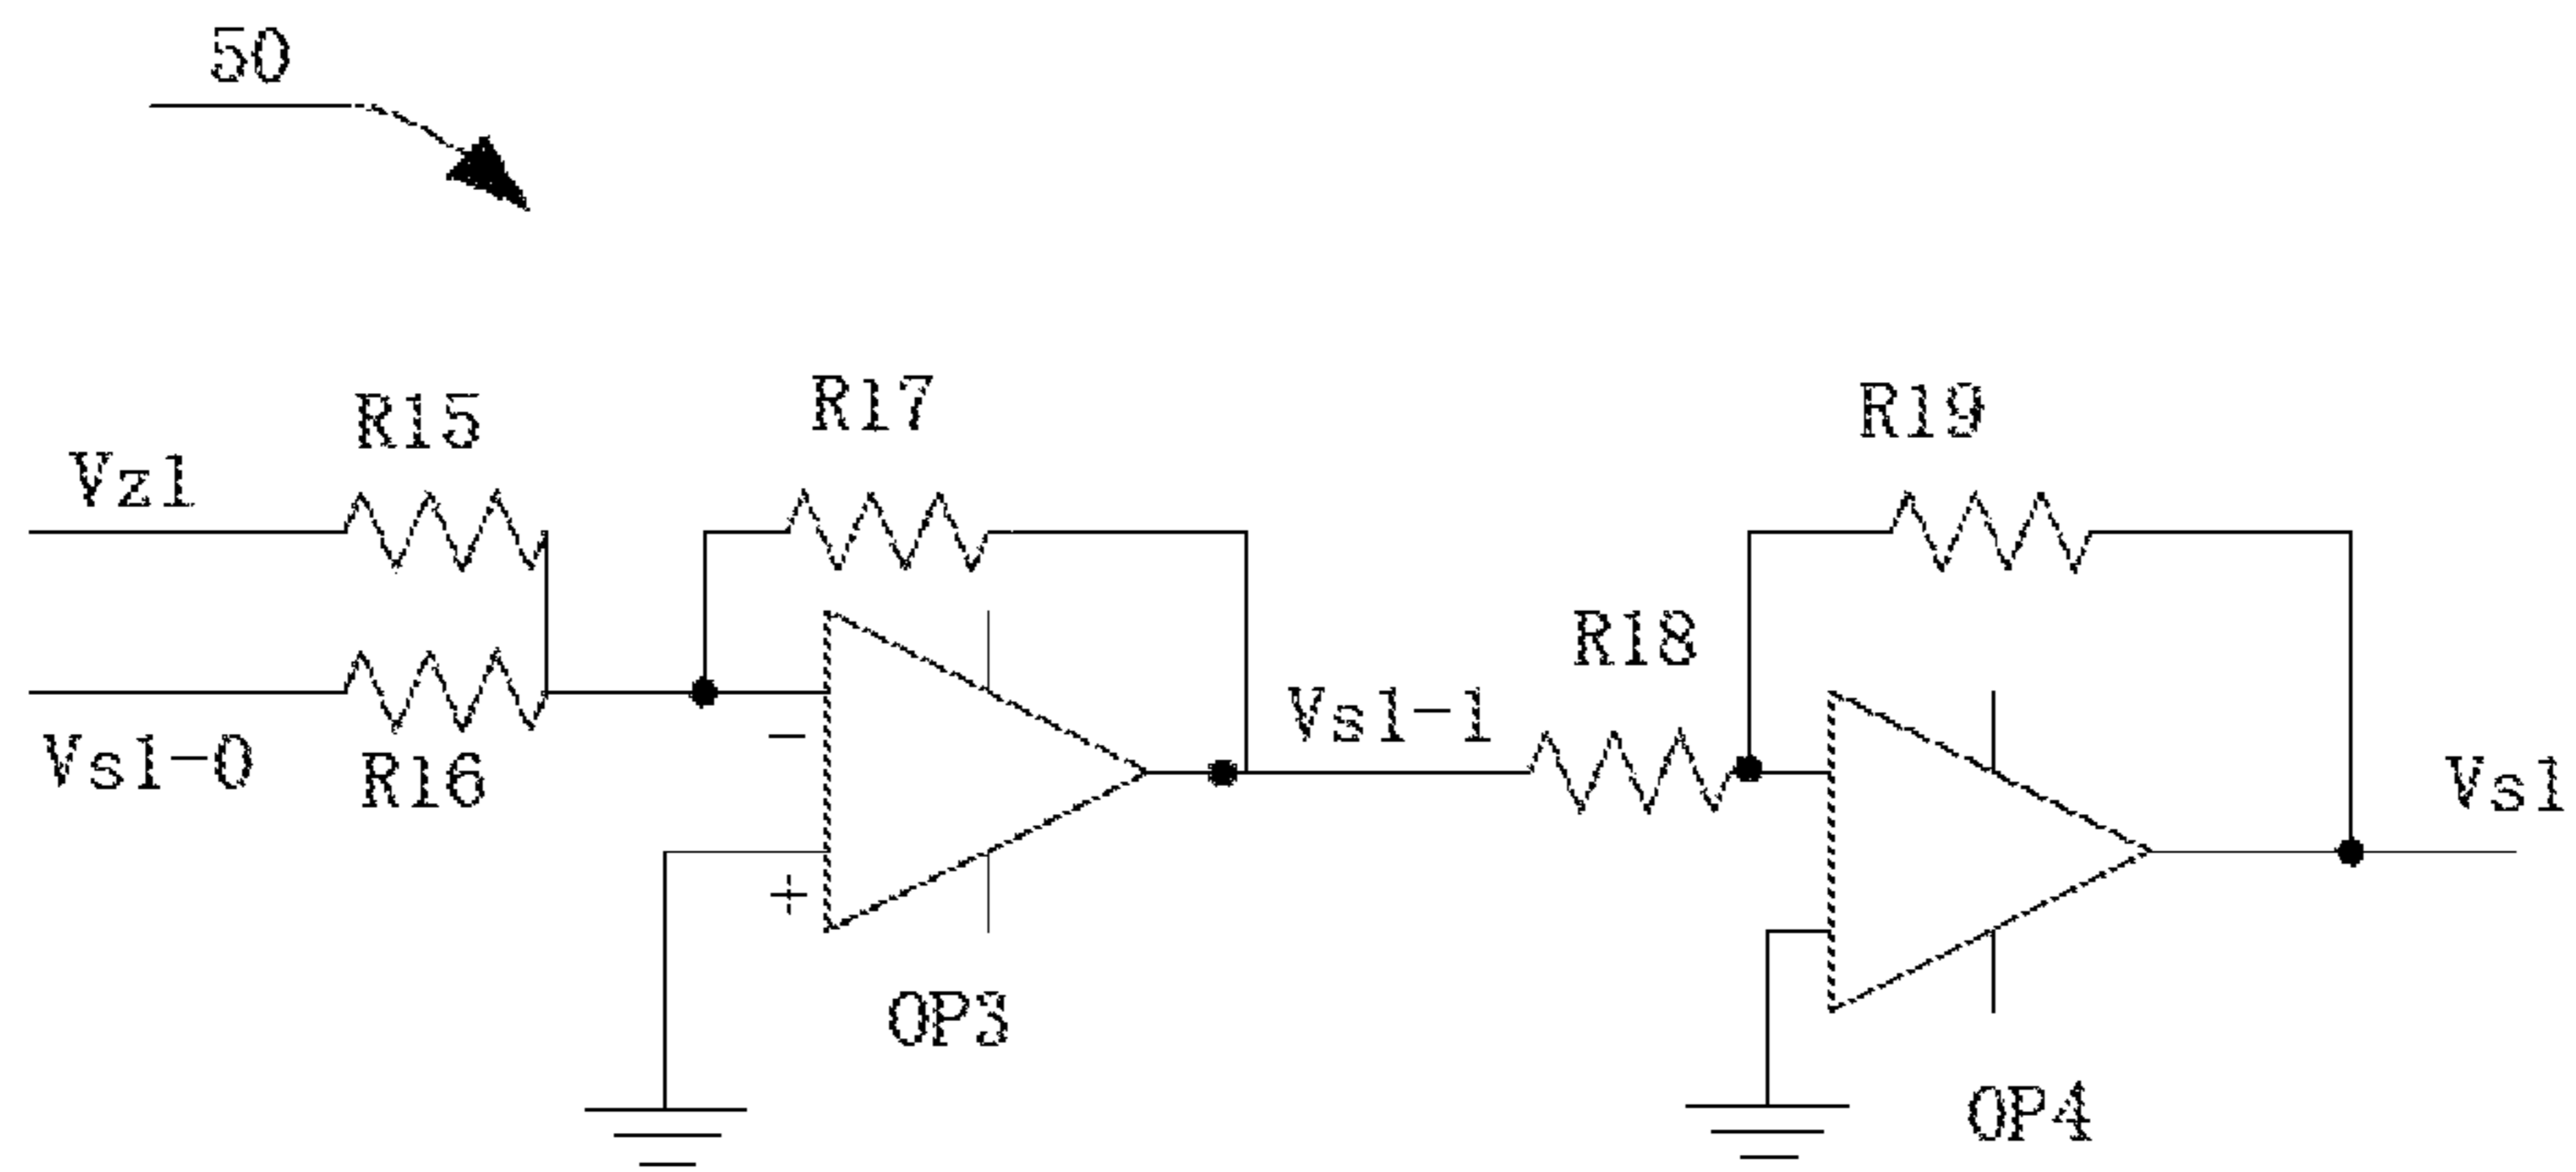 50
R15
R17
R19
Vz1
R18
Vs1-0
R16
-
Vs1-1
Vs1
+
OP3
OP4